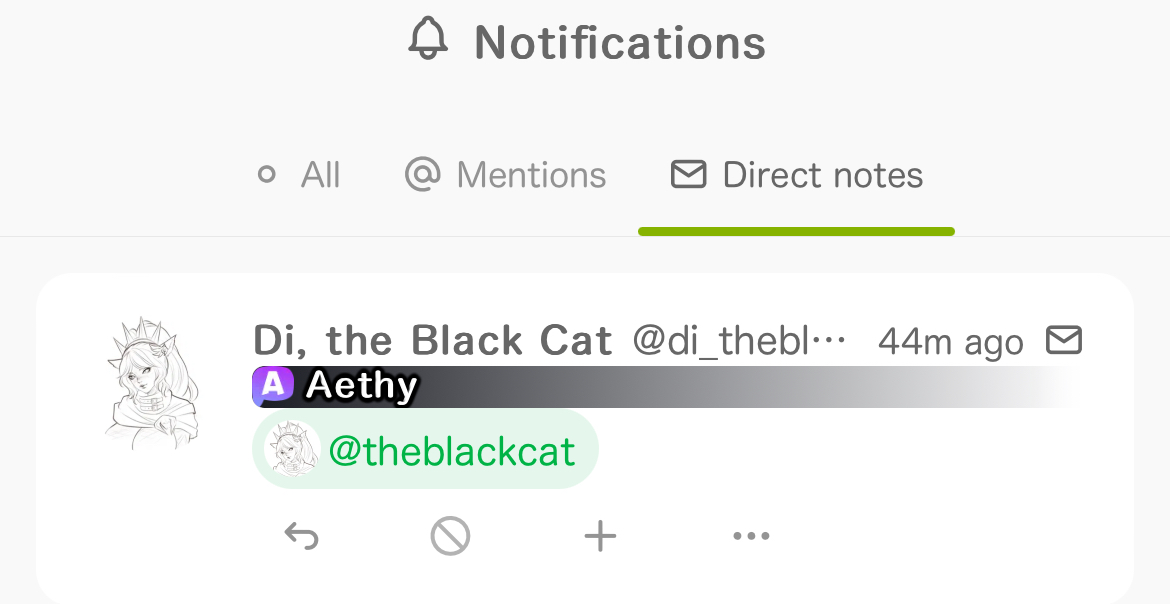 Notifications
All @ Mentions Direct notes
Di, the Black Cat @di_thebl… 44m ago
A Aethy
@theblackcat